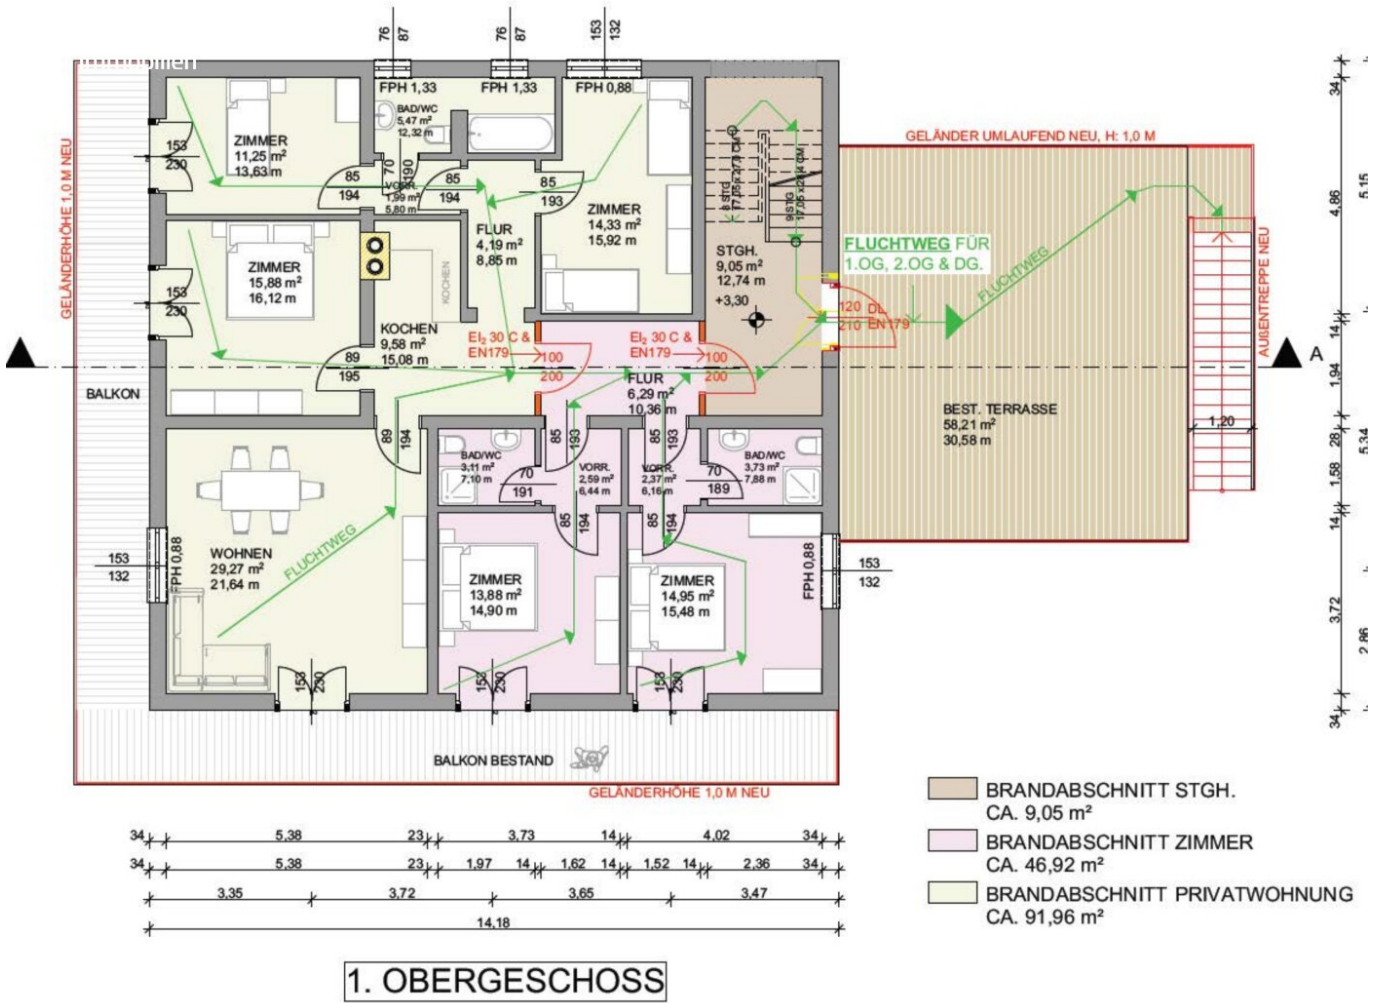 76
87
76
87
153
132
Immobilien
FPH 1,33
FPH 1,33
FPH 0,88
BAD/WC
5,47 m²
12,32 m
ZIMMER
11,25 m²
13,63 m
153
230
85
194
70
190
VORR.
1,99 m²
5,80 m
85
194
85
193
ZIMMER
14,33 m²
15,92 m
FLUR
4,19 m²
8,85 m
ZIMMER
15,88 m²
16,12 m
153
230
KOCHEN
KOCHEN
9,58 m²
15,08 m
89
195
8 STG
17,05 x 27,0 CM
9 STG
STGH.
9,05 m²
12,74 m
+3,30
GELÄNDER UMLAUFEND NEU, H: 1,0 M
GELÄNDERHÖHE 1,0 M NEU
FLUCHTWEG FÜR
1.OG, 2.OG & DG.
FLUCHTWEG
120
210
DL
EN179
AUßENTREPPE NEU
A
EI₂ 30 C &
EN179
100
200
EI₂ 30 C &
EN179
100
200
FLUR
6,29 m²
10,36 m
BALKON
BEST. TERRASSE
58,21 m²
30,58 m
1,20
89
194
85
193
85
193
BAD/WC
3,11 m²
7,10 m
70
191
VORR.
2,59 m²
6,44 m
VORR.
2,37 m²
6,16 m
70
189
BAD/WC
3,73 m²
7,88 m
85
194
85
194
WOHNEN
29,27 m²
21,64 m
FLUCHTWEG
153
132
FPH 0,88
ZIMMER
13,88 m²
14,90 m
ZIMMER
14,95 m²
15,48 m
FPH 0,88
153
132
153
230
153
230
153
230
BALKON BESTAND
GELÄNDERHÖHE 1,0 M NEU
34
4,86
5,15
14
1,94
28
5,34
1,58
14
3,72
2,86
34
34
5,38
23
3,73
14
4,02
34
34
5,38
23
1,97
14
1,62
14
1,52
14
2,36
34
3,35
3,72
3,65
3,47
14,18
BRANDABSCHNITT STGH.
CA. 9,05 m²
BRANDABSCHNITT ZIMMER
CA. 46,92 m²
BRANDABSCHNITT PRIVATWOHNUNG
CA. 91,96 m²
1. OBERGESCHOSS